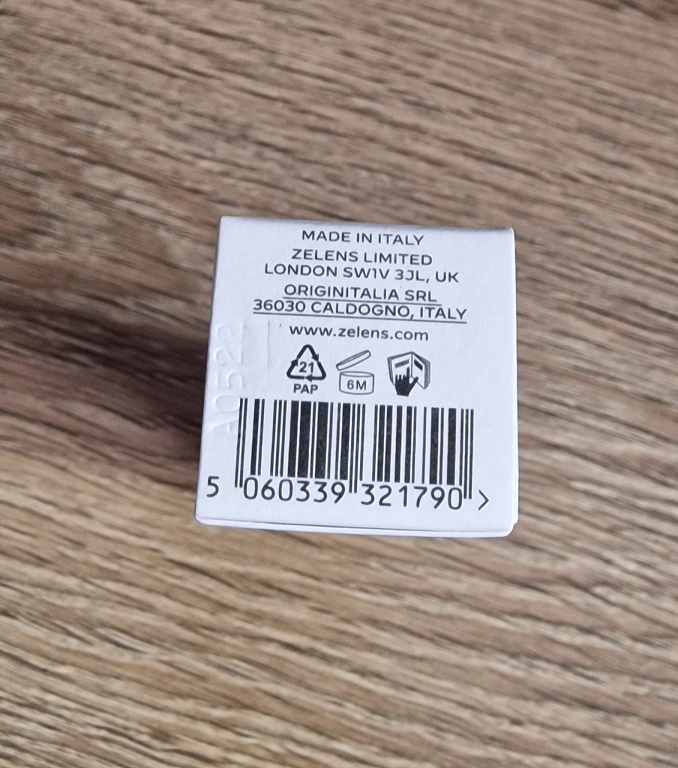 MADE IN ITALY
ZELENS LIMITED
LONDON SW1V 3JL, UK
ORIGINITALIA SRL
36030 CALDOGNO, ITALY
www.zelens.com
21
PAP
6M
A0522
5 060339 321790 >